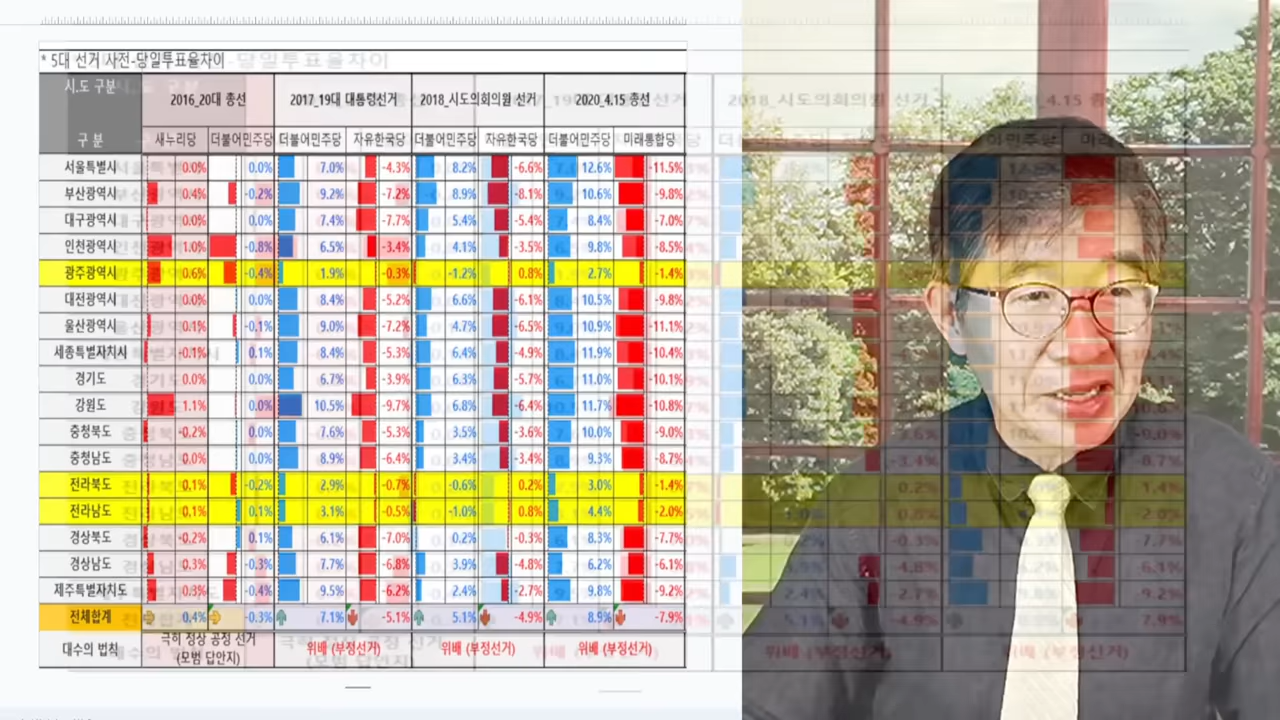 * 5대 선거 사전-당일투표율차이
시.도 구분 2016_20대 총선 2017_19대 대통령선거 2018_시도의회의원 선거 2020_4.15 총선
구 분 새누리당 더불어민주당 더불어민주당 자유한국당 더불어민주당 자유한국당 더불어민주당 미래통합당
서울특별시 0.0% 0.0% 7.0% -4.3% 8.2% -6.6% 12.6% -11.5%
부산광역시 0.4% -0.2% 9.2% -7.2% 8.9% -8.1% 10.6% -9.8%
대구광역시 0.0% 0.0% 7.4% -7.7% 5.4% -5.4% 8.4% -7.0%
인천광역시 1.0% -0.8% 6.5% -3.4% 4.1% -3.5% 9.8% -8.5%
광주광역시 0.6% -0.4% 1.9% -0.3% -1.2% 0.8% 2.7% -1.4%
대전광역시 0.0% 0.0% 8.4% -5.2% 6.6% -6.1% 10.5% -9.8%
울산광역시 0.1% -0.1% 9.0% -7.2% 4.7% -6.5% 10.9% -11.1%
세종특별자치시 -0.1% 0.1% 8.4% -5.3% 6.4% -4.9% 11.9% -10.4%
경기도 0.0% 0.0% 6.7% -3.9% 6.3% -5.7% 11.0% -10.1%
강원도 1.1% 0.0% 10.5% -9.7% 6.8% -6.4% 11.7% -10.8%
충청북도 -0.2% 0.0% 7.6% -5.3% 3.5% -3.6% 10.0% -9.0%
충청남도 0.0% 0.0% 8.9% -6.4% 3.4% -3.4% 9.3% -8.7%
전라북도 0.1% -0.2% 2.9% -0.7% -0.6% 0.2% 3.0% -1.4%
전라남도 0.1% 0.1% 3.1% -0.5% -1.0% 0.8% 4.4% -2.0%
경상북도 -0.2% 0.1% 6.1% -7.0% 0.2% -0.3% 8.3% -7.7%
경상남도 0.3% -0.3% 7.7% -6.8% 3.9% -4.8% 6.2% -6.1%
제주특별자치도 0.3% -0.4% 9.5% -6.2% 2.4% -2.7% 9.8% -9.2%
전체합계 0.4% -0.3% 7.1% -5.1% 5.1% -4.9% 8.9% -7.9%
대수의 법칙 극히 정상 공정 선거 위배 (부정선거) 위배 (부정선거) 위배 (부정선거)
(모범 답안지)